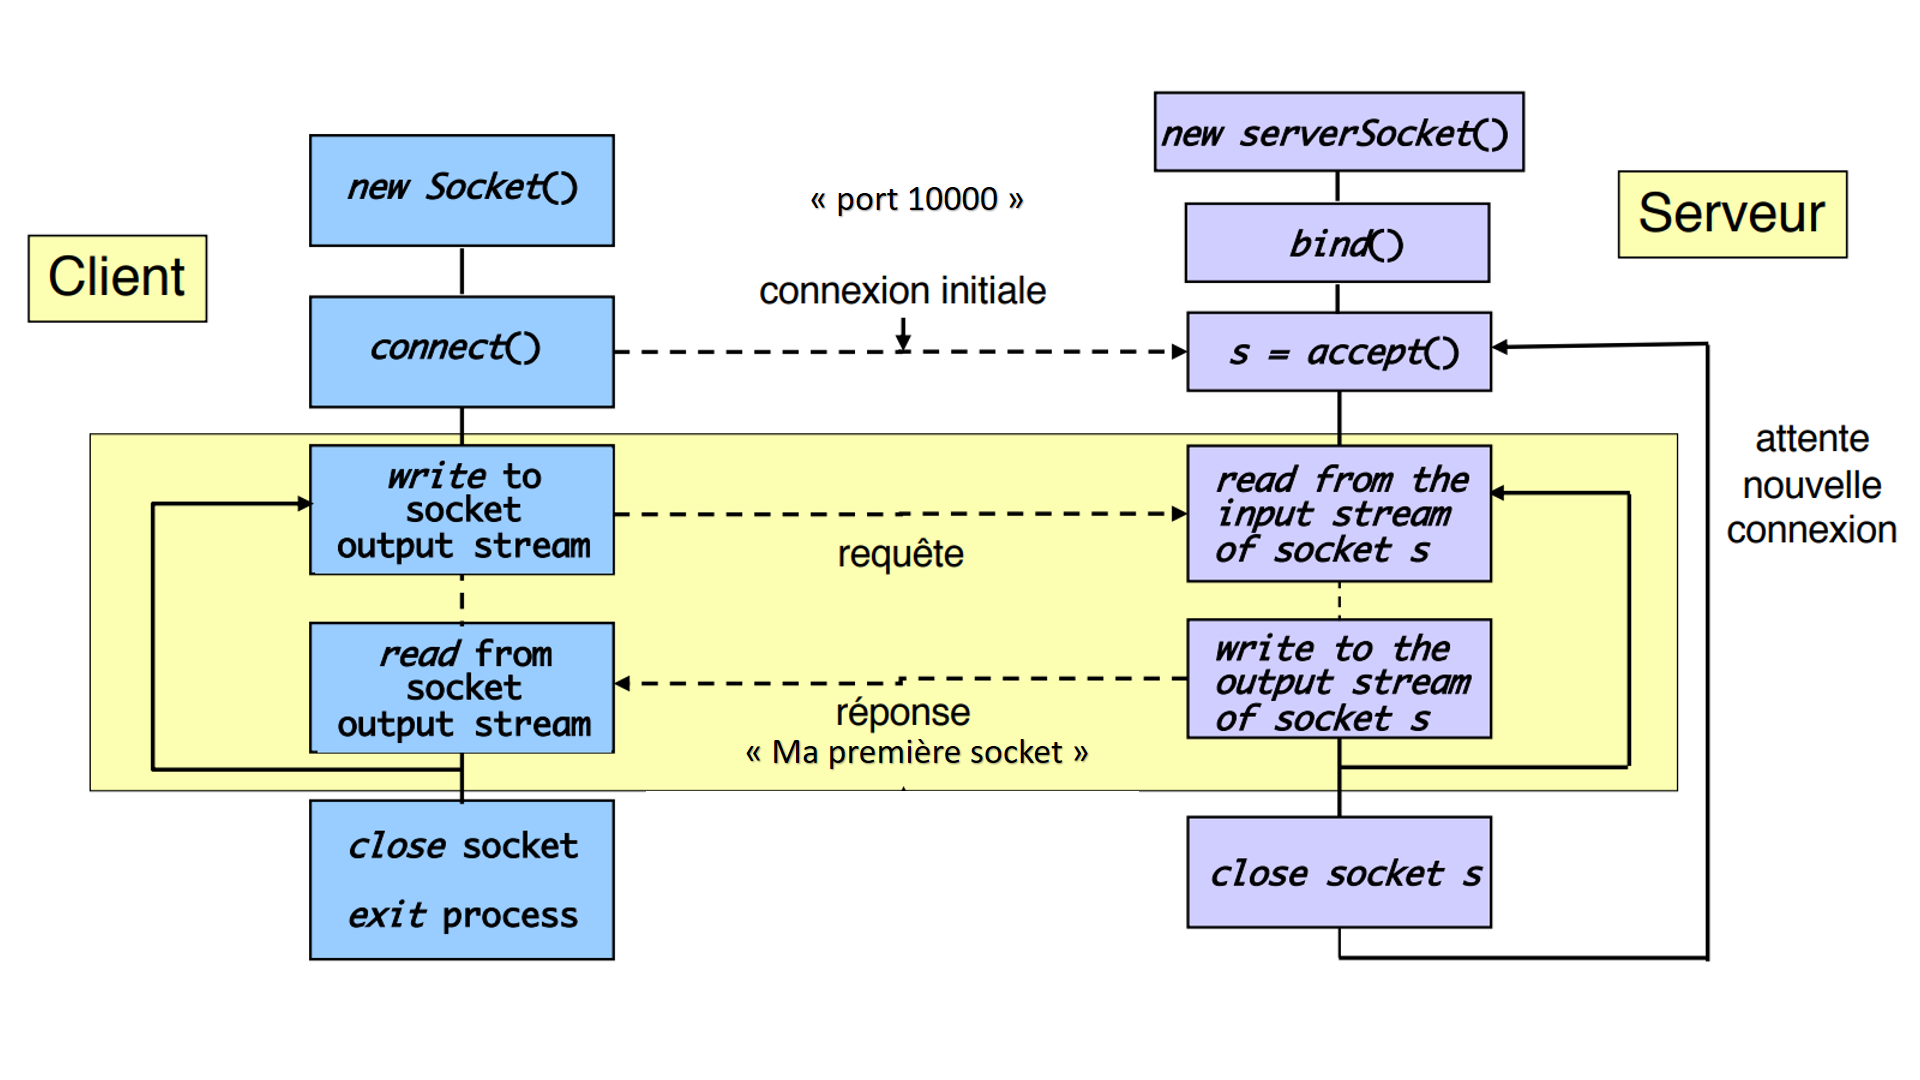 new serverSocket()
new Socket()
« port 10000 »
Serveur
bind()
Client
connexion initiale
connect()
s = accept()
attente
nouvelle
connexion
write to
socket
output stream
requête
read from the
input stream
of socket s
read from
socket
output stream
réponse
« Ma première socket »
write to the
output stream
of socket s
close socket
exit process
close socket s